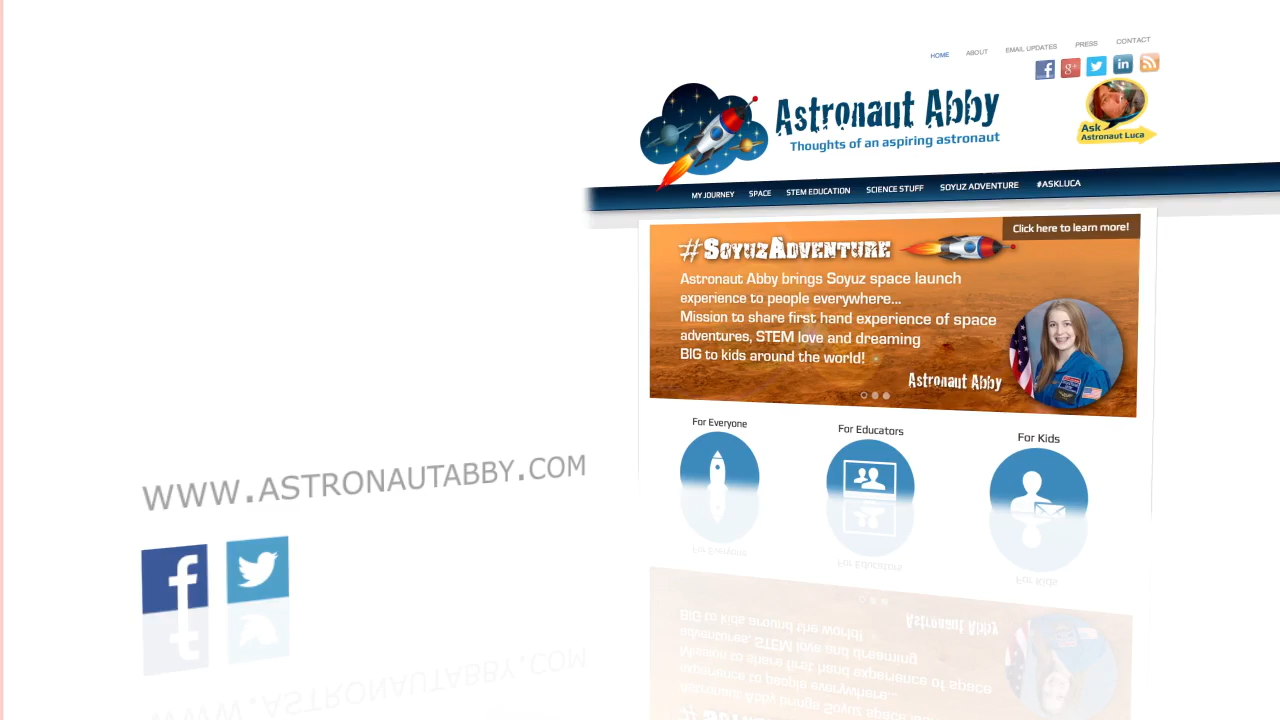 HOME ABOUT EMAIL UPDATES PRESS CONTACT
Astronaut Abby
Thoughts of an aspiring astronaut
Ask
Astronaut Luca
MY JOURNEY SPACE STEM EDUCATION SCIENCE STUFF SOYUZ ADVENTURE #ASKLUCA
Click here to learn more!
#SOYUZADVENTURE
Astronaut Abby brings Soyuz space launch
experience to people everywhere...
Mission to share first hand experience of space
adventures, STEM love and dreaming
BIG to kids around the world!
Astronaut Abby
For Everyone For Educators For Kids
WWW.ASTRONAUTABBY.COM